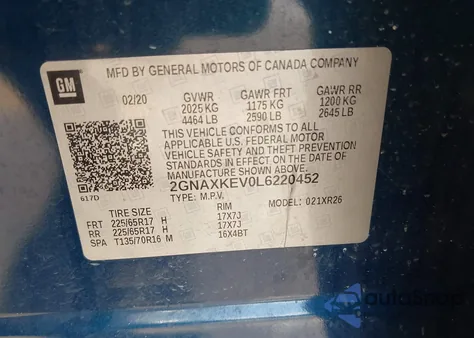 GM
MFD BY GENERAL MOTORS OF CANADA COMPANY
02/20 GVWR GAWR FRT GAWR RR
2025 KG 1175 KG 1200 KG
4464 LB 2590 LB 2645 LB
THIS VEHICLE CONFORMS TO ALL
APPLICABLE U.S. FEDERAL MOTOR
VEHICLE SAFETY AND THEFT PREVENTION
STANDARDS IN EFFECT ON THE DATE
OF MANUFACTURE SHOWN ABOVE.
617D 2GNAXKEV0L6220452
TYPE: M.P.V. MODEL: 021XR26
TIRE SIZE RIM
FRT 225/65R17 H 17X7J
RR 225/65R17 H 17X7J
SPA T135/70R16 M 16X4BT